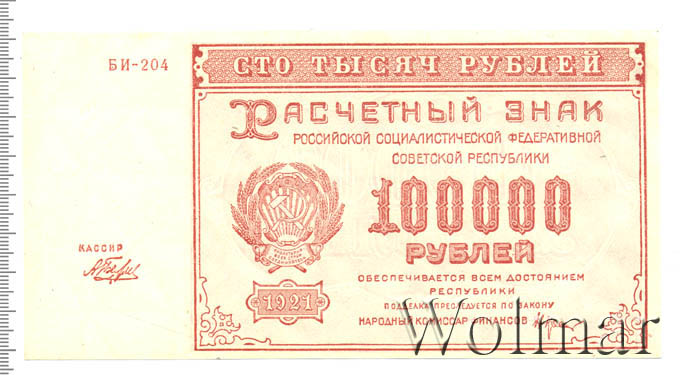 БИ-204
СТО ТЫСЯЧ РУБЛЕЙ
РАСЧЕТНЫЙ ЗНАК
РОССИЙСКОЙ СОЦИАЛИСТИЧЕСКОЙ ФЕДЕРАТИВНОЙ
СОВЕТСКОЙ РЕСПУБЛИКИ
100000
РУБЛЕЙ
КАССИР
ОБЕСПЕЧИВАЕТСЯ ВСЕМ ДОСТОЯНИЕМ
РЕСПУБЛИКИ
1921
ПОДДЕЛКА ПРЕСЛЕДУЕТСЯ ПО ЗАКОНУ
НАРОДНЫЙ КОМИССАР ФИНАНСОВ
Wolmar